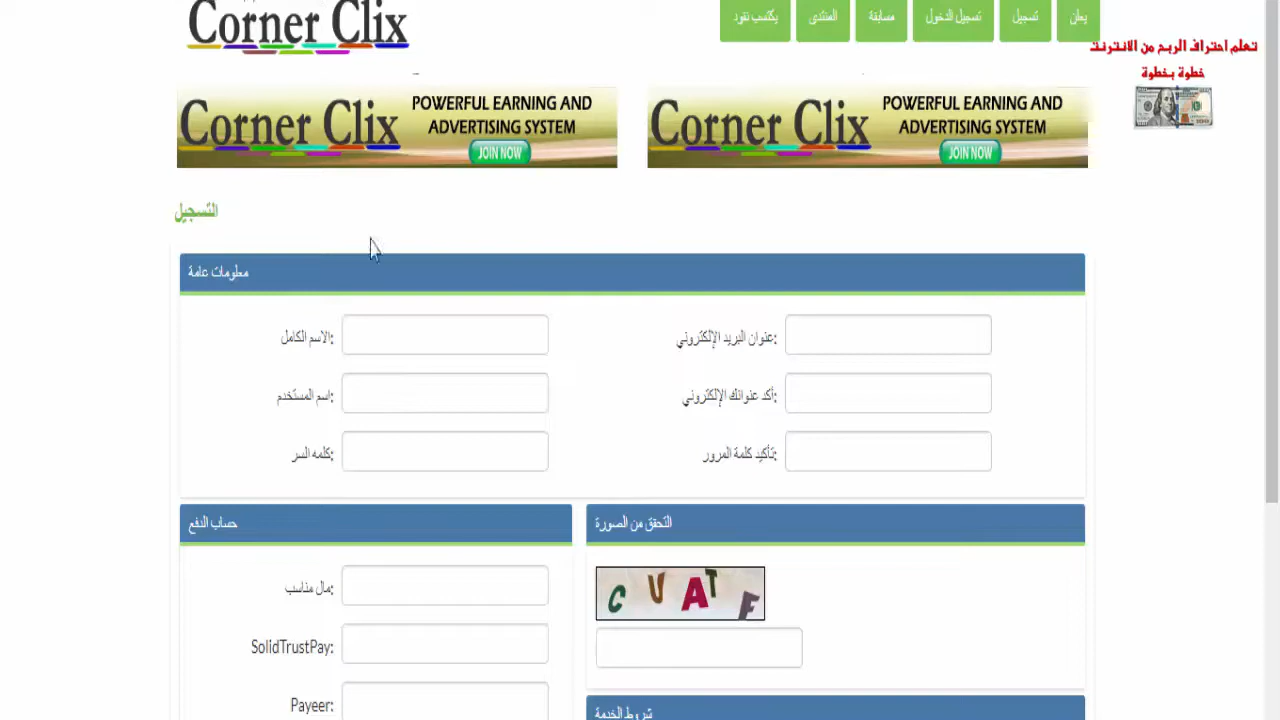 Corner Clix
يكتسب نقود
المنتدى
مسابقة
تسجيل الدخول
تسجيل
يعلن
تعلم احتراف الربح من الانترنت
خطوة بخطوة
Corner Clix
POWERFUL EARNING AND
ADVERTISING SYSTEM
JOIN NOW
Corner Clix
POWERFUL EARNING AND
ADVERTISING SYSTEM
JOIN NOW
التسجيل
معلومات عامة
الاسم الكامل:
عنوان البريد الإلكتروني:
اسم المستخدم:
أكد عنوانك الإلكتروني:
كلمه السر:
تأكيد كلمة المرور:
حساب الدفع
التحقق من الصورة
مال مناسب:
C U A T F
SolidTrustPay:
Payeer:
شروط الخدمة